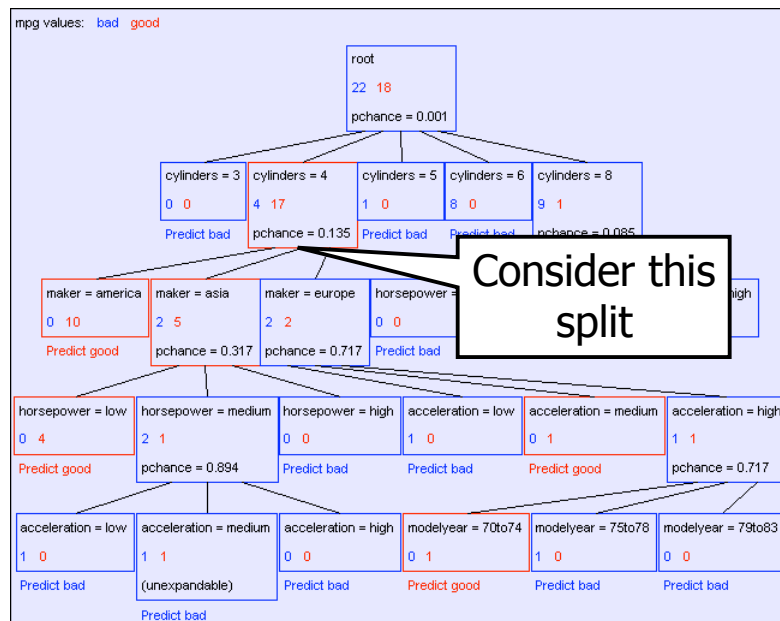 mpg values: bad good
root
22 18
pchance = 0.001
cylinders = 3 cylinders = 4 cylinders = 5 cylinders = 6 cylinders = 8
0 0 4 17 1 0 8 0 9 1
Predict bad pchance = 0.135 Predict bad Predict bad pchance = 0.085
Consider this
split
maker = america maker = asia maker = europe horsepower = high
0 10 2 5 2 2 0 0
Predict good pchance = 0.317 pchance = 0.717 Predict bad
horsepower = low horsepower = medium horsepower = high acceleration = low acceleration = medium acceleration = high
0 4 2 1 0 0 1 0 0 1 1 1
Predict good pchance = 0.894 Predict bad Predict bad Predict good pchance = 0.717
acceleration = low acceleration = medium acceleration = high modelyear = 70to74 modelyear = 75to78 modelyear = 79to83
1 0 1 1 0 0 0 1 1 0 0 0
Predict bad (unexpandable) Predict bad Predict good Predict bad Predict bad
Predict bad